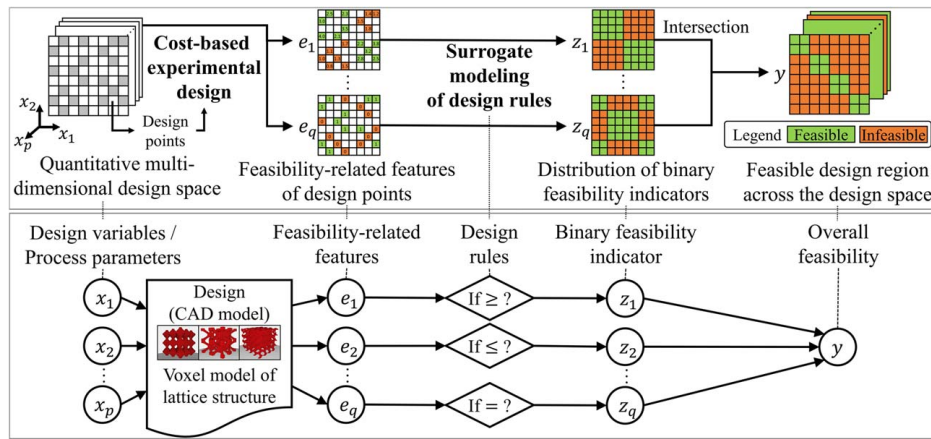 Cost-based
experimental
design
x2
x1
xp
Design
points
Quantitative multi-
dimensional design space
e1
eq
Feasibility-related features
of design points
Surrogate
modeling
of design rules
z1
zq
Distribution of binary
feasibility indicators
Intersection
y
Legend Feasible Infeasible
Feasible design region
across the design space
Design variables /
Process parameters
Feasibility-related
features
Design
rules
Binary feasibility
indicator
Overall
feasibility
x1
x2
xp
Design
(CAD model)
Voxel model of
lattice structure
e1
e2
eq
If ≥ ?
If ≤ ?
If = ?
z1
z2
zq
y